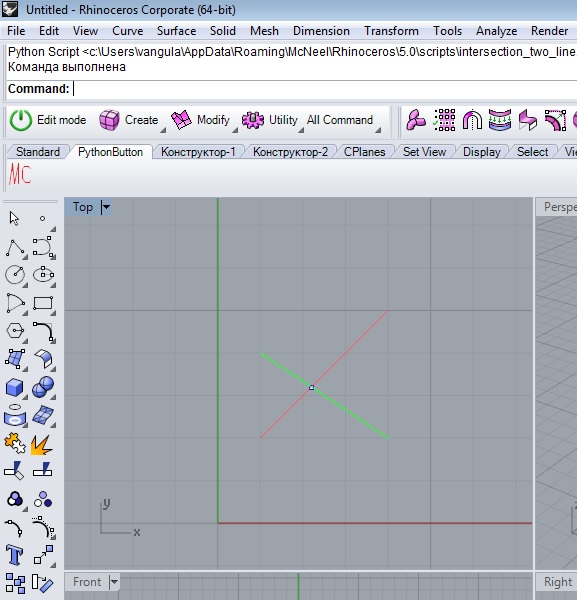 Untitled - Rhinoceros Corporate (64-bit)
File Edit View Curve Surface Solid Mesh Dimension Transform Tools Analyze Render
Python Script <c:\Users\vangula\AppData\Roaming\McNeel\Rhinoceros\5.0\scripts\intersection_two_line
Команда выполнена
Command:
Edit mode Create Modify Utility All Command
Standard PythonButton Конструктор-1 Конструктор-2 CPlanes Set View Display Select
MC
Top Perspe
y
x
Front Right